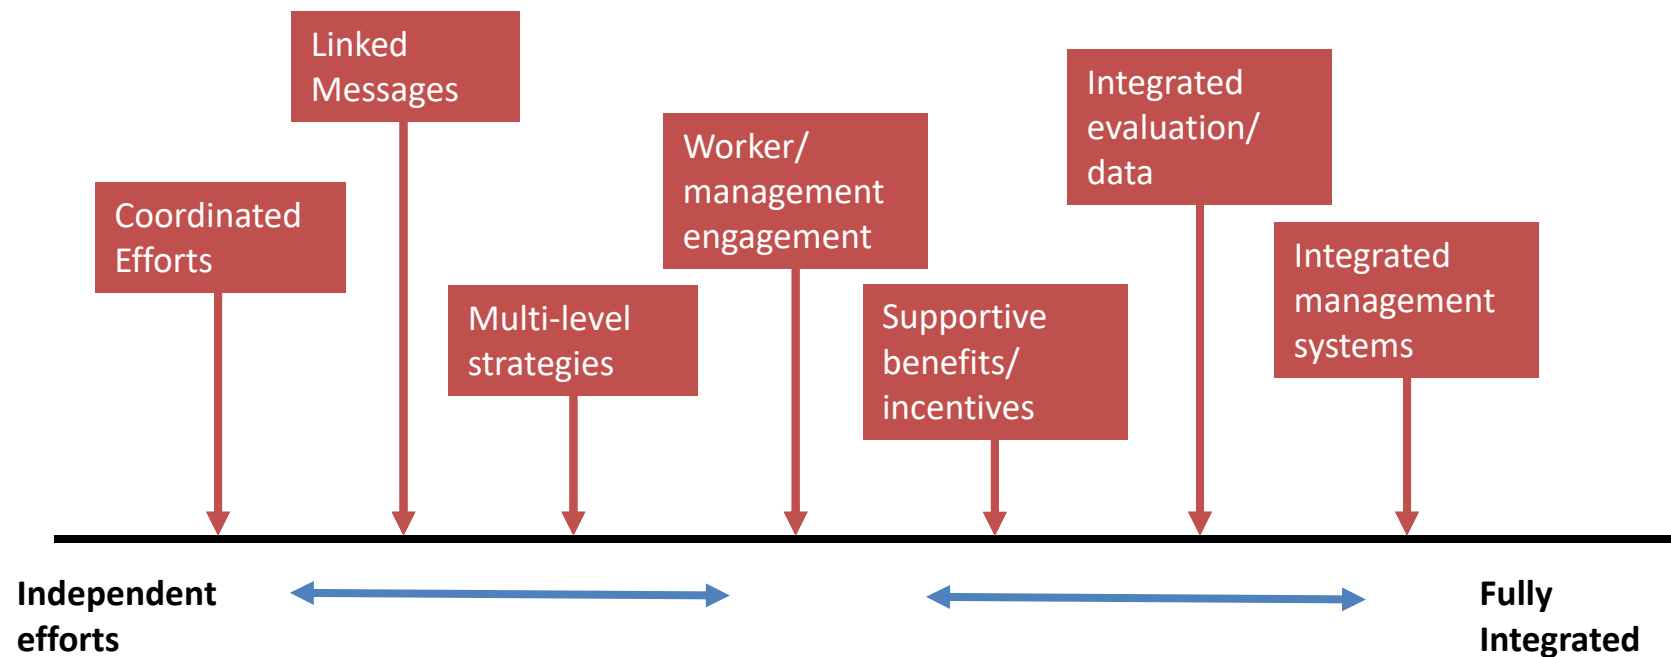 Linked
Messages
Coordinated
Efforts
Multi-level
strategies
Worker/
management
engagement
Supportive
benefits/
incentives
Integrated
evaluation/
data
Integrated
management
systems
Independent
efforts
Fully
Integrated